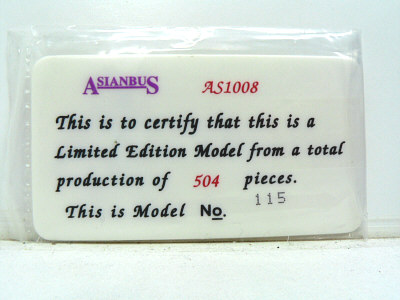 ASIANBUS AS1008
This is to certify that this is a
Limited Edition Model from a total
production of 504 pieces.
This is Model No. 115